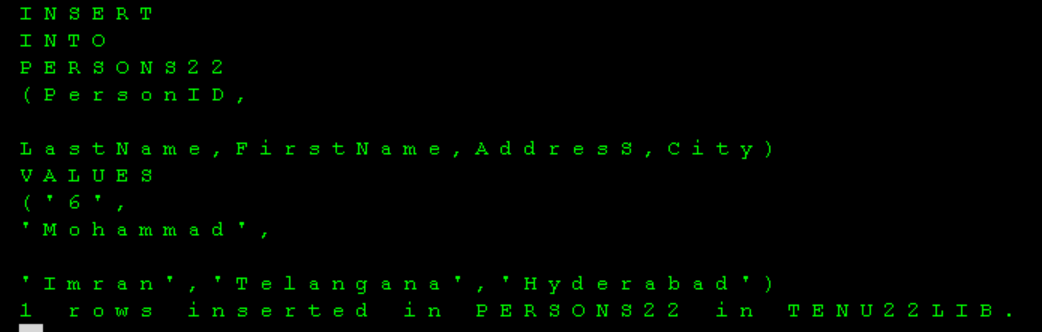 INSERT
INTO
PERSONS22
(PersonID,
LastName,FirstName,AddresS,City)
VALUES
('6',
'Mohammad',
'Imran','Telangana','Hyderabad')
1 rows inserted in PERSONS22 in TENU22LIB.